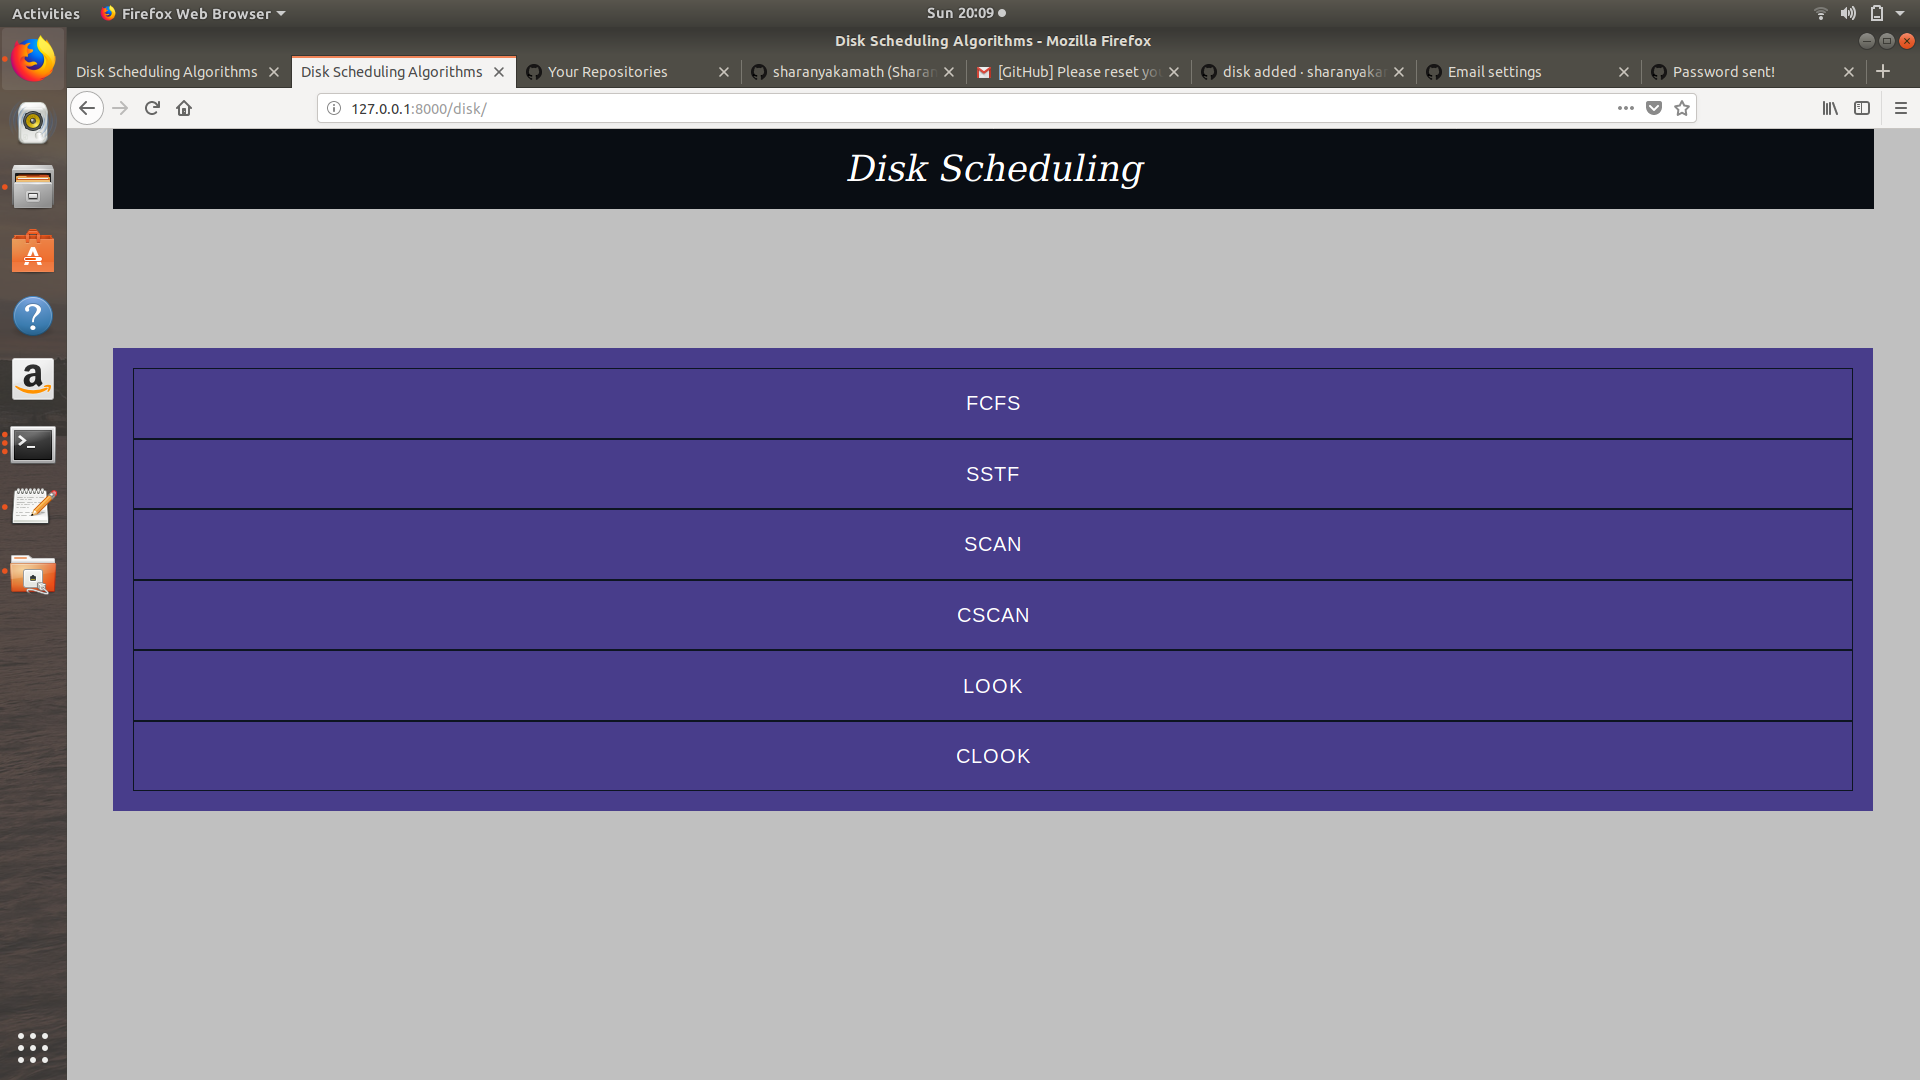 Activities Firefox Web Browser Sun 20:09
Disk Scheduling Algorithms - Mozilla Firefox
Disk Scheduling Algorithms Disk Scheduling Algorithms Your Repositories sharanyakamath (Sharan [GitHub] Please reset yo disk added · sharanyaka Email settings Password sent!
127.0.0.1:8000/disk/
Disk Scheduling
FCFS
SSTF
SCAN
CSCAN
LOOK
CLOOK